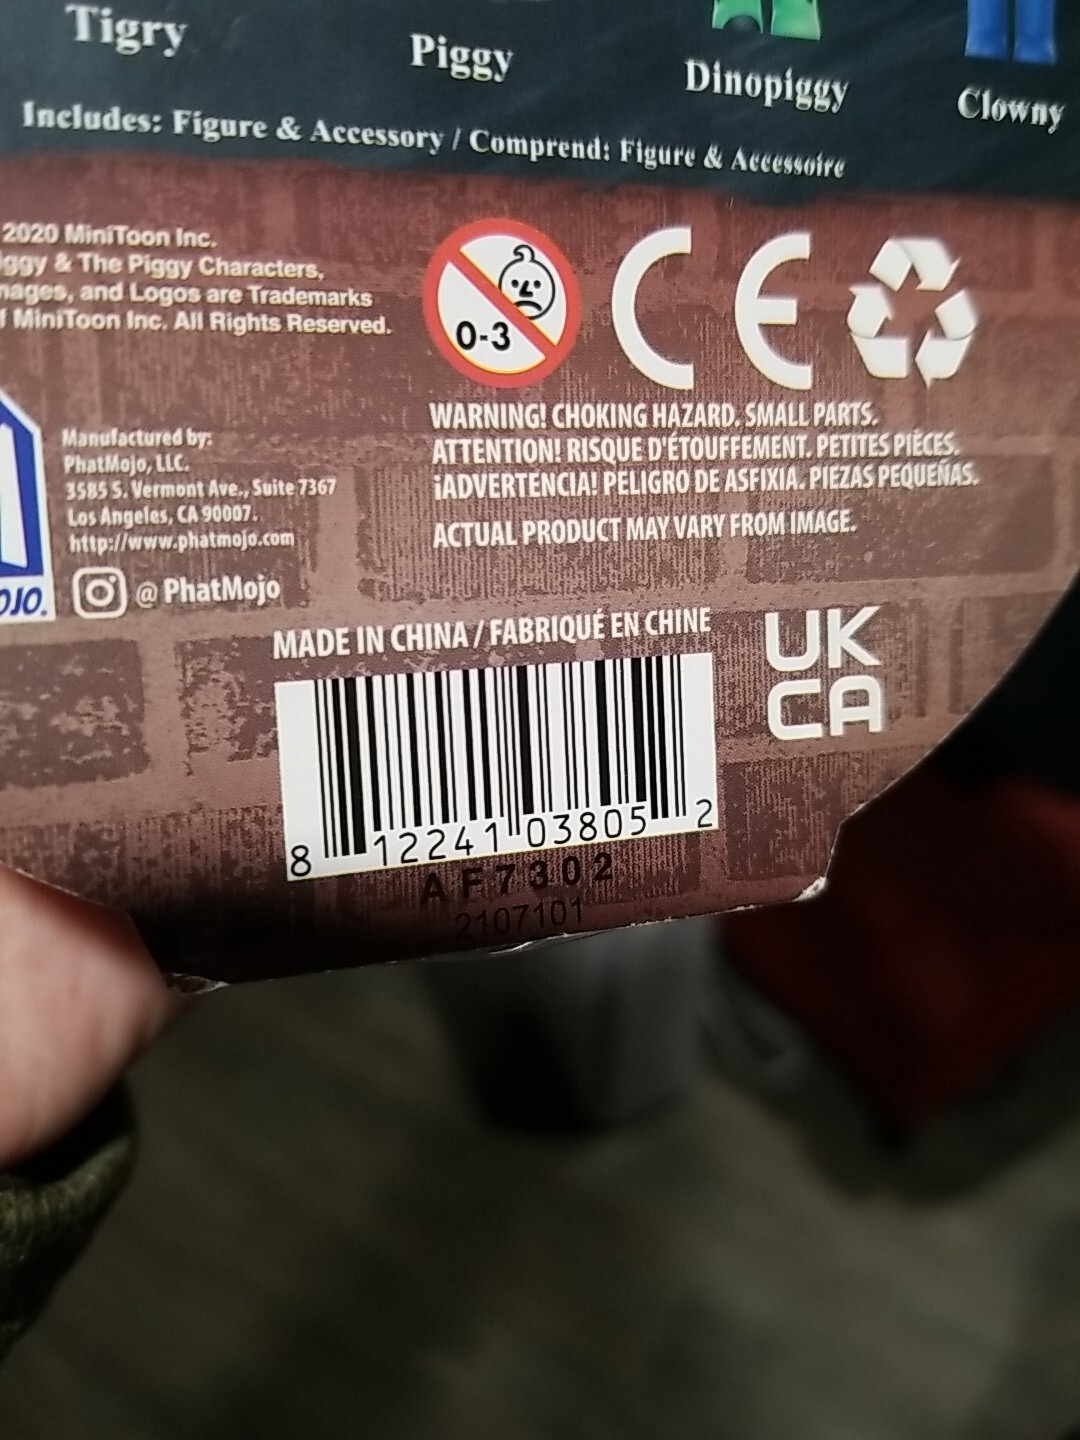 Tigry
Piggy
Dinopiggy
Clowny
Includes: Figure & Accessory / Comprend: Figure & Accessoire
2020 MiniToon Inc.
iggy & The Piggy Characters,
mages, and Logos are Trademarks
f MiniToon Inc. All Rights Reserved.
0-3
CE
WARNING! CHOKING HAZARD. SMALL PARTS.
ATTENTION! RISQUE D'ÉTOUFFEMENT. PETITES PIÈCES.
¡ADVERTENCIA! PELIGRO DE ASFIXIA. PIEZAS PEQUEÑAS.
ACTUAL PRODUCT MAY VARY FROM IMAGE.
Manufactured by:
PhatMojo, LLC.
3585 S. Vermont Ave., Suite 7367
Los Angeles, CA 90007.
http://www.phatmojo.com
@ PhatMojo
OJO.
MADE IN CHINA / FABRIQUÉ EN CHINE
UK
CA
8 12241 03805 2
AF7302
2107101